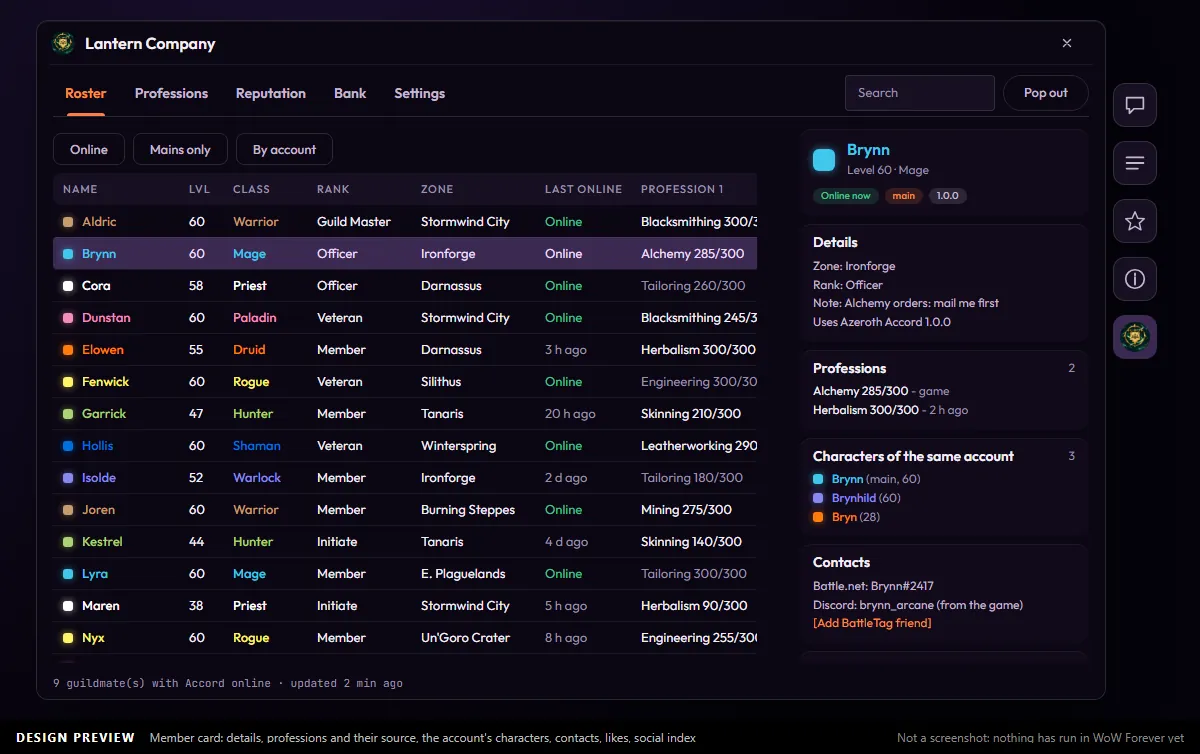 Lantern Company
Roster Professions Reputation Bank Settings Search Pop out
Online Mains only By account
NAME LVL CLASS RANK ZONE LAST ONLINE PROFESSION 1
Aldric 60 Warrior Guild Master Stormwind City Online Blacksmithing 300/3
Brynn 60 Mage Officer Ironforge Online Alchemy 285/300
Cora 58 Priest Officer Darnassus Online Tailoring 260/300
Dunstan 60 Paladin Veteran Stormwind City Online Blacksmithing 245/3
Elowen 55 Druid Member Darnassus 3 h ago Herbalism 300/300
Fenwick 60 Rogue Veteran Silithus Online Engineering 300/30
Garrick 47 Hunter Member Tanaris 20 h ago Skinning 210/300
Hollis 60 Shaman Veteran Winterspring Online Leatherworking 290
Isolde 52 Warlock Member Ironforge 2 d ago Tailoring 180/300
Joren 60 Warrior Member Burning Steppes Online Mining 275/300
Kestrel 44 Hunter Initiate Tanaris 4 d ago Skinning 140/300
Lyra 60 Mage Member E. Plaguelands Online Tailoring 300/300
Maren 38 Priest Initiate Stormwind City 5 h ago Herbalism 90/300
Nyx 60 Rogue Member Un'Goro Crater 8 h ago Engineering 255/300
Brynn
Level 60 · Mage
Online now main 1.0.0
Details
Zone: Ironforge
Rank: Officer
Note: Alchemy orders: mail me first
Uses Azeroth Accord 1.0.0
Professions 2
Alchemy 285/300 - game
Herbalism 300/300 - 2 h ago
Characters of the same account 3
Brynn (main, 60)
Brynhild (60)
Bryn (28)
Contacts
Battle.net: Brynn#2417
Discord: brynn_arcane (from the game)
[Add BattleTag friend]
9 guildmate(s) with Accord online · updated 2 min ago
DESIGN PREVIEW Member card: details, professions and their source, the account's characters, contacts, likes, social index Not a screenshot: nothing has run in WoW Forever yet